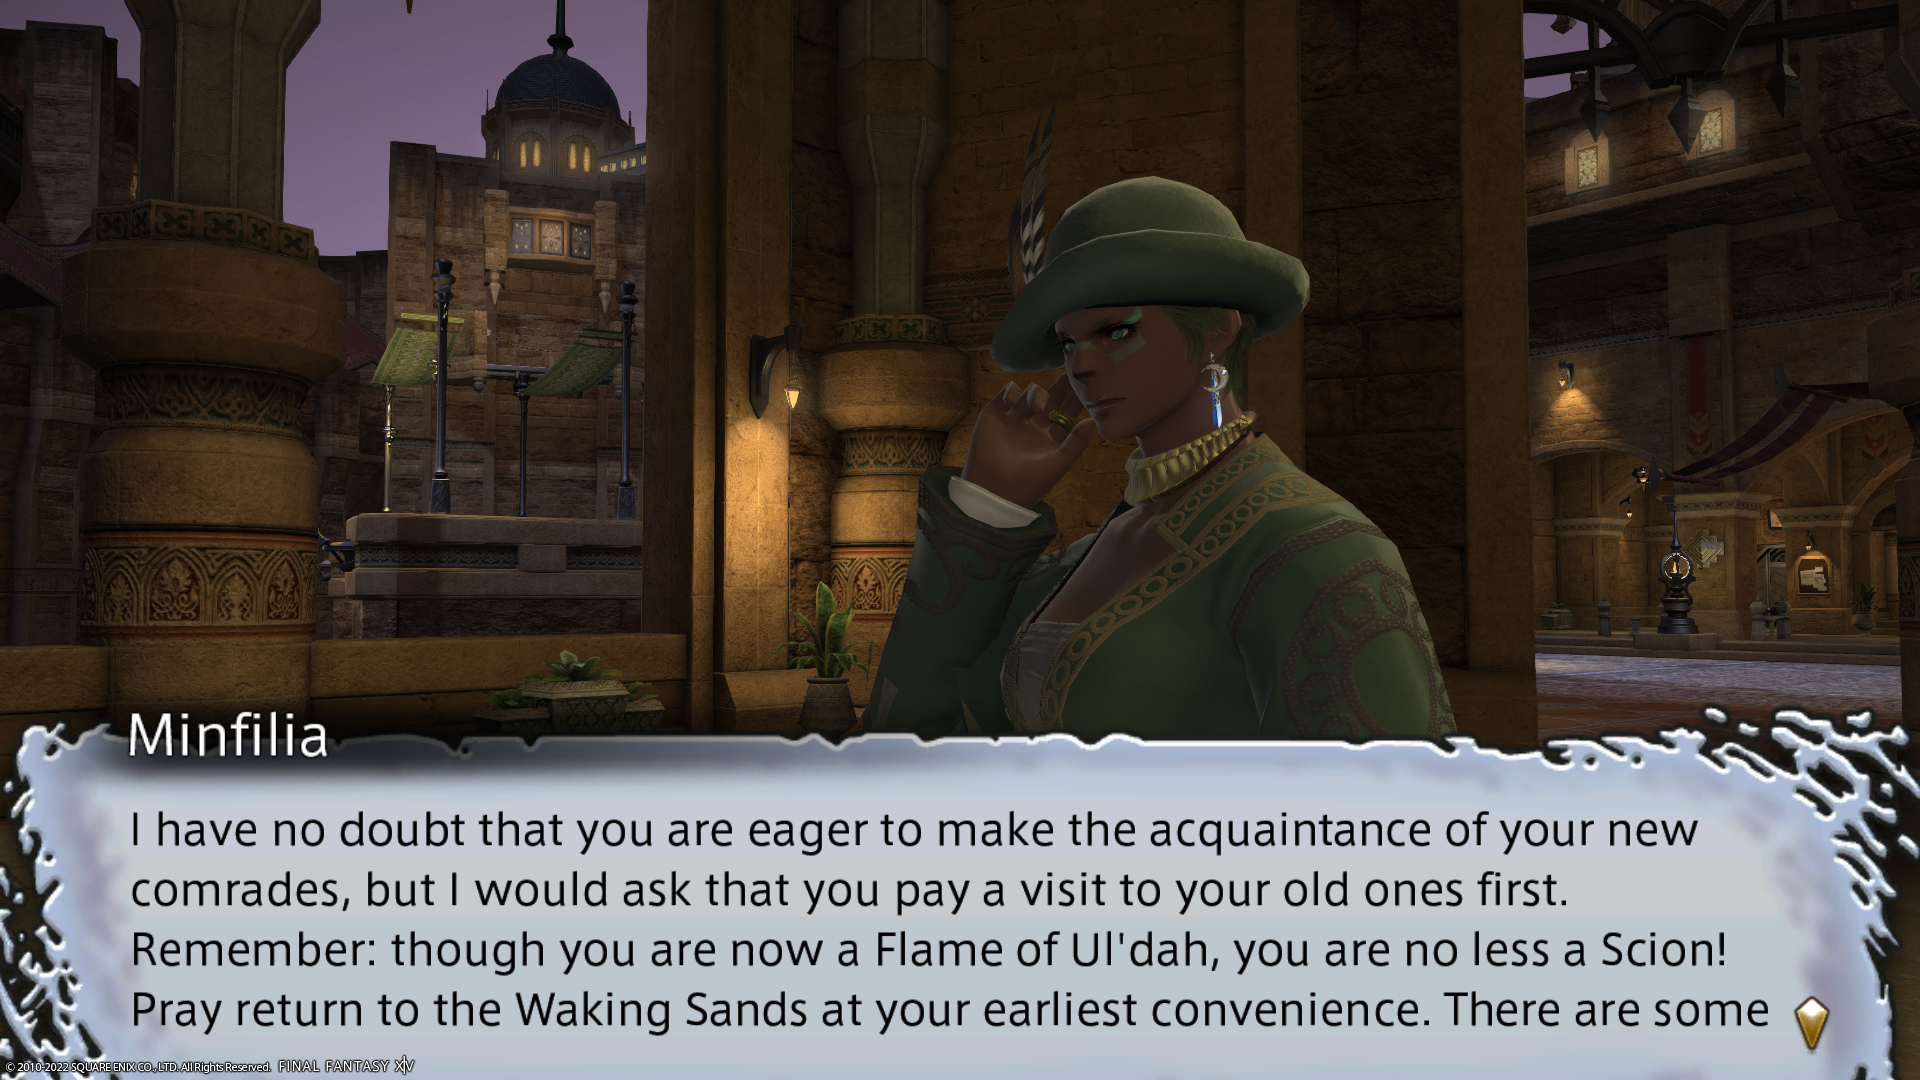 Minfilia
I have no doubt that you are eager to make the acquaintance of your new
comrades, but I would ask that you pay a visit to your old ones first.
Remember: though you are now a Flame of Ul'dah, you are no less a Scion!
Pray return to the Waking Sands at your earliest convenience. There are some
© 2010-2022 SQUARE ENIX CO., LTD. All Rights Reserved. FINAL FANTASY XIV